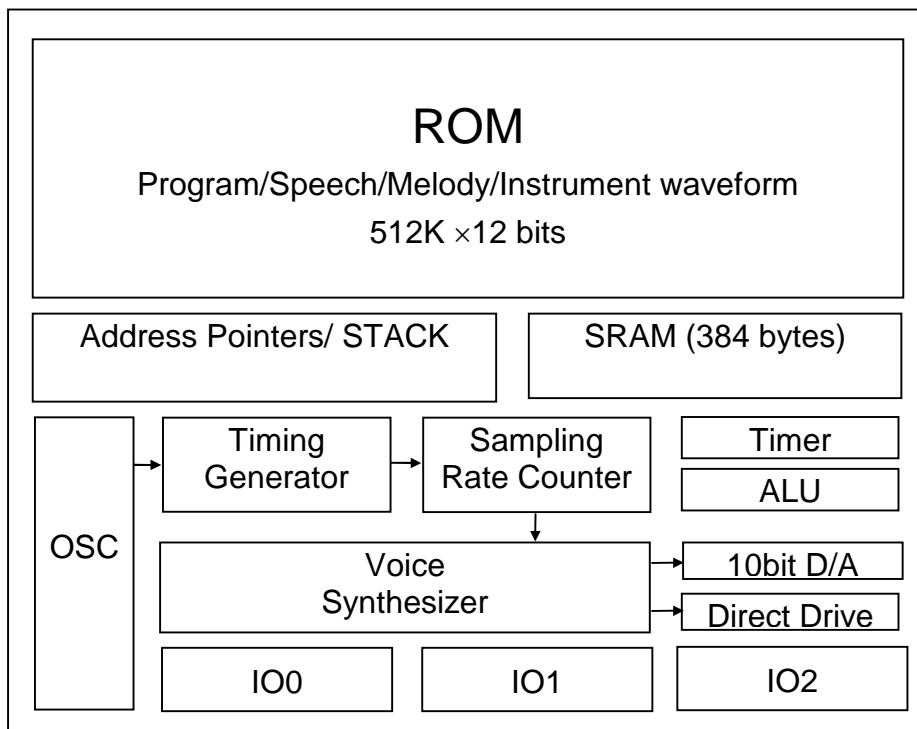 ROM
Program/Speech/Melody/Instrument waveform
512K ×12 bits
Address Pointers/ STACK
SRAM (384 bytes)
OSC
Timing
Generator
Sampling
Rate Counter
Timer
ALU
Voice
Synthesizer
10bit D/A
Direct Drive
IO0
IO1
IO2